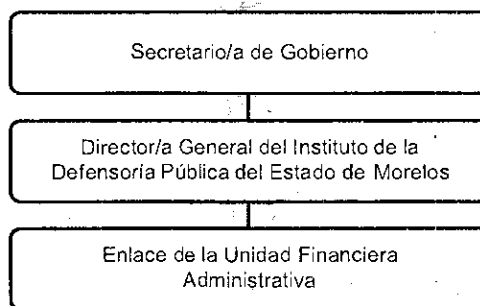 Secretario/a de Gobierno
Director/a General del Instituto de la
Defensoría Pública del Estado de Morelos
Enlace de la Unidad Financiera
Administrativa